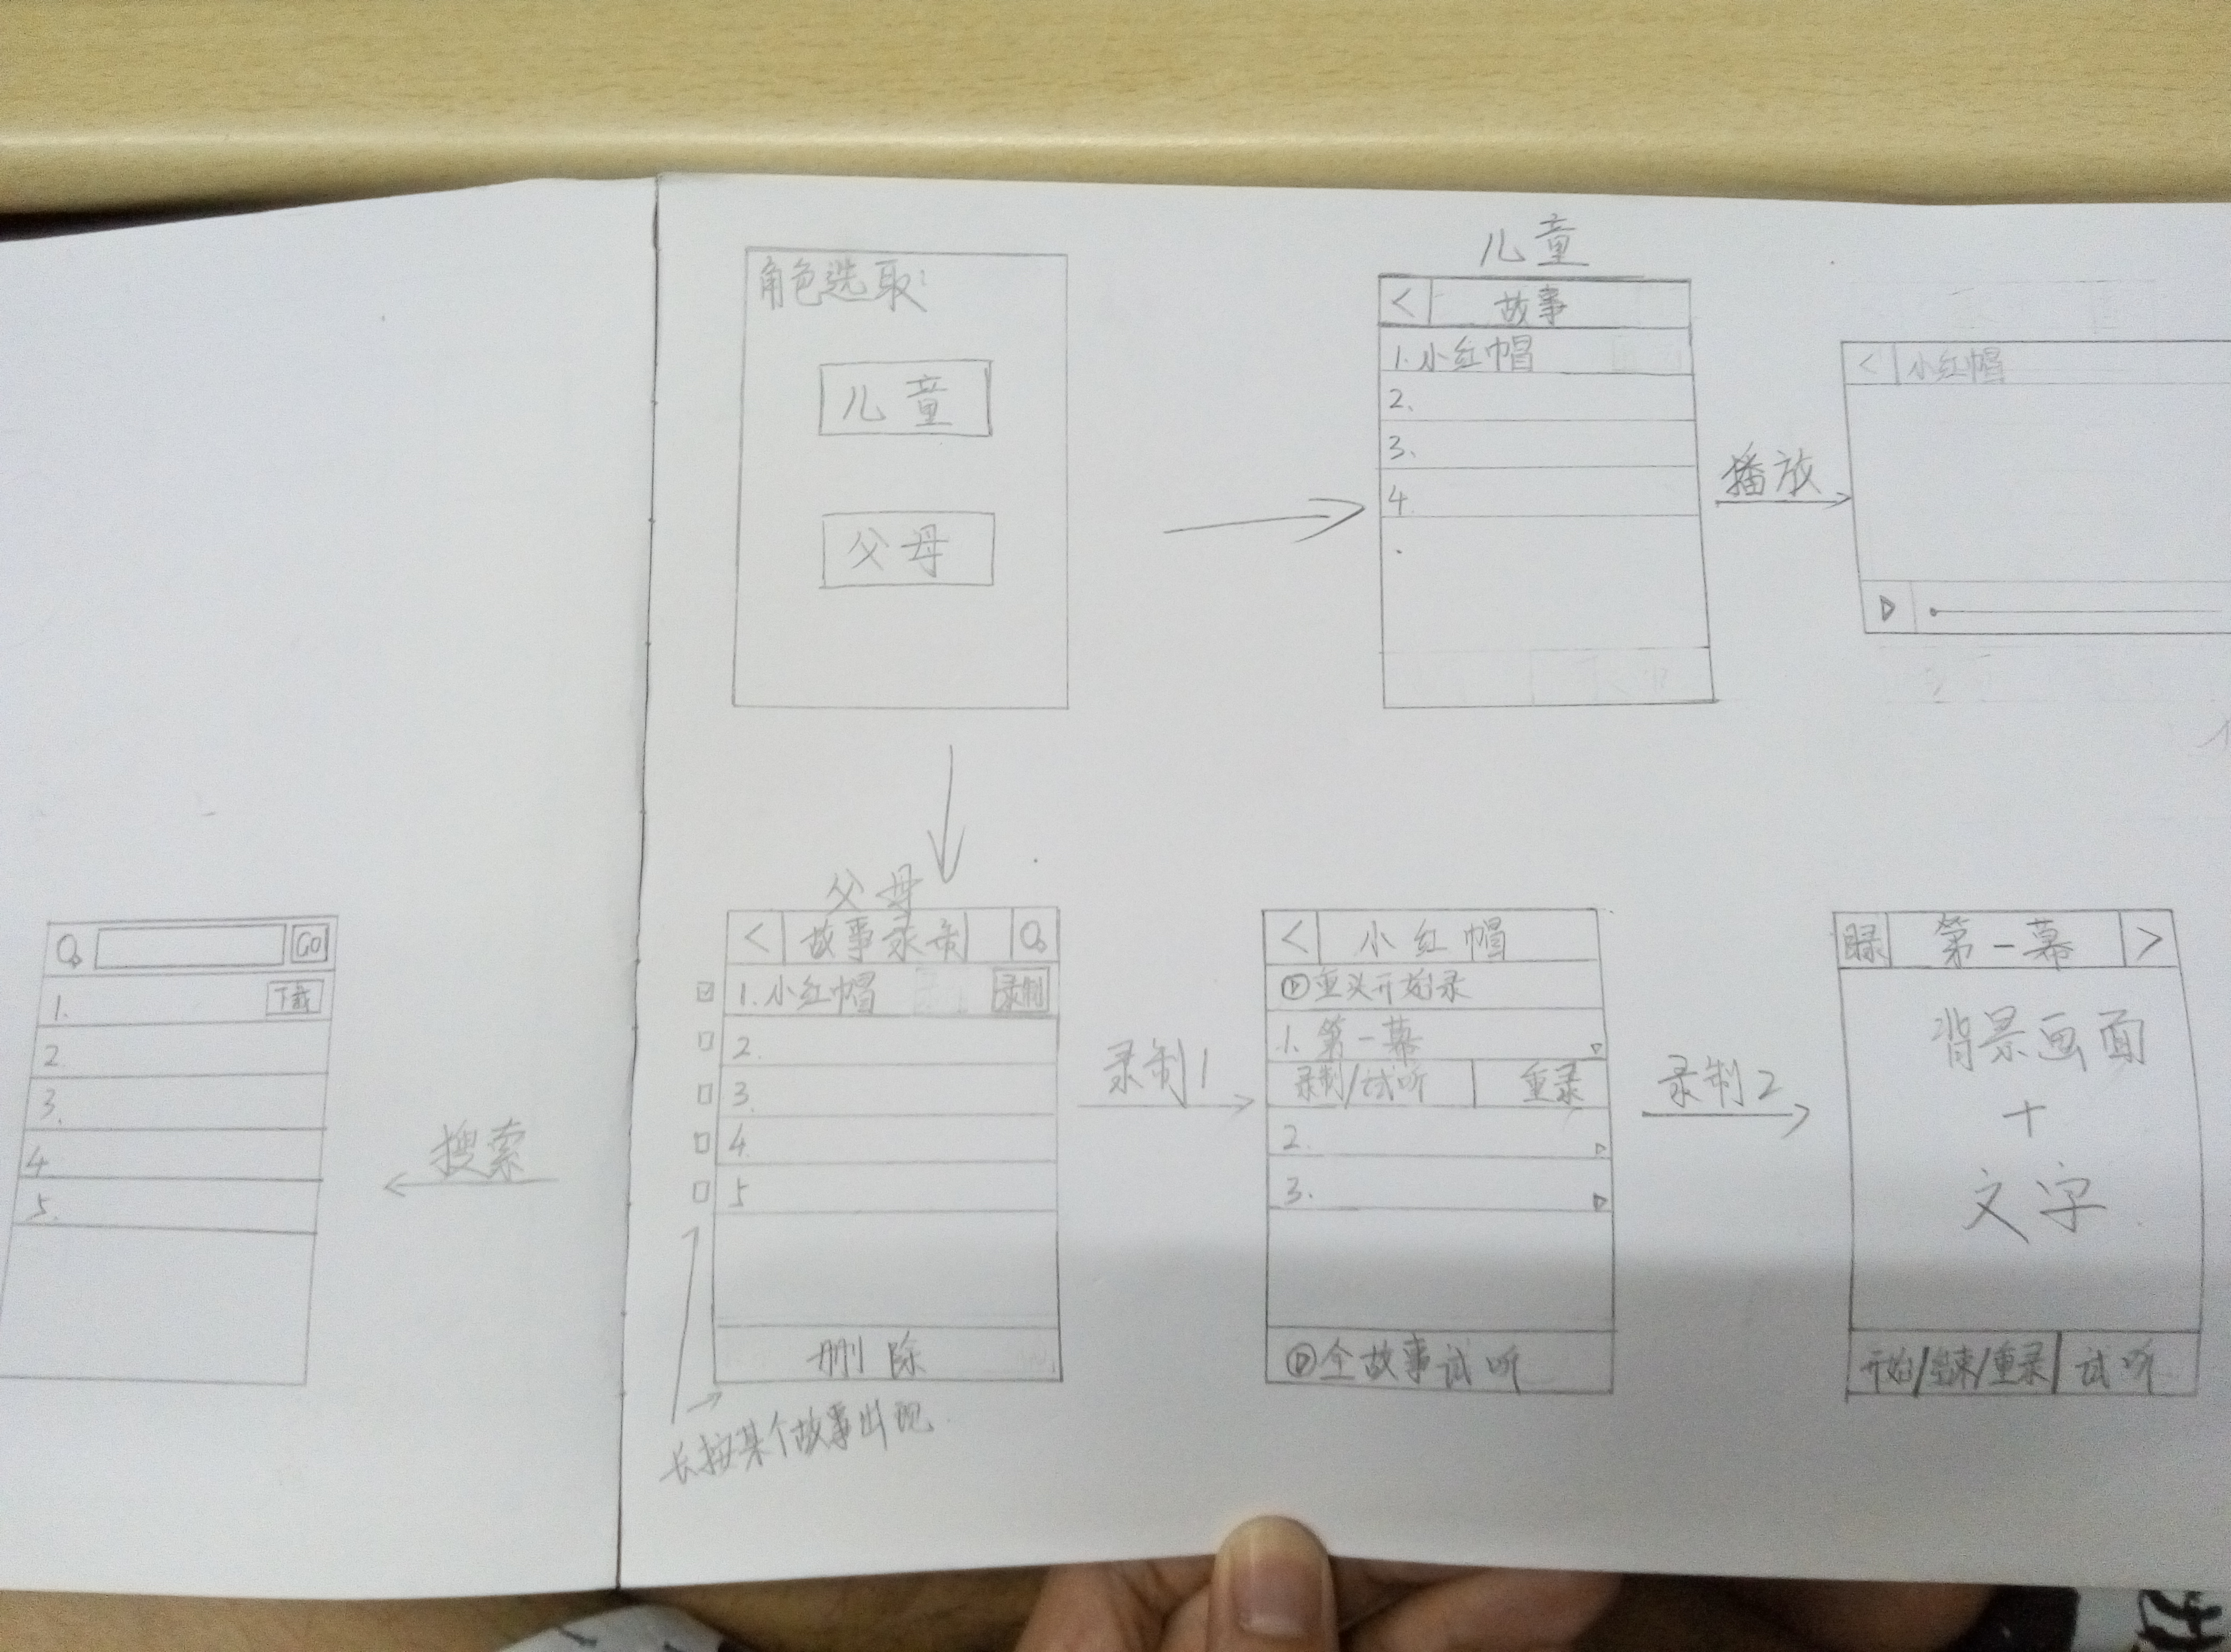 角色选取:
儿童
父母
儿童
< 故事
1.小红帽
2、
3、
4
播放
< 小红帽
GO
1. 下载
2
3.
4
5.
搜索
父母
< 故事录制
1.小红帽 录制
2.
3.
4.
5
删除
长按某个故事出现
录制1
< 小红帽
重头开始录
1. 第一幕
录制/试听 重录
2.
3.
全故事试听
录制2
第一幕 >
背景画面
+
文字
开始/结束/重录 试听